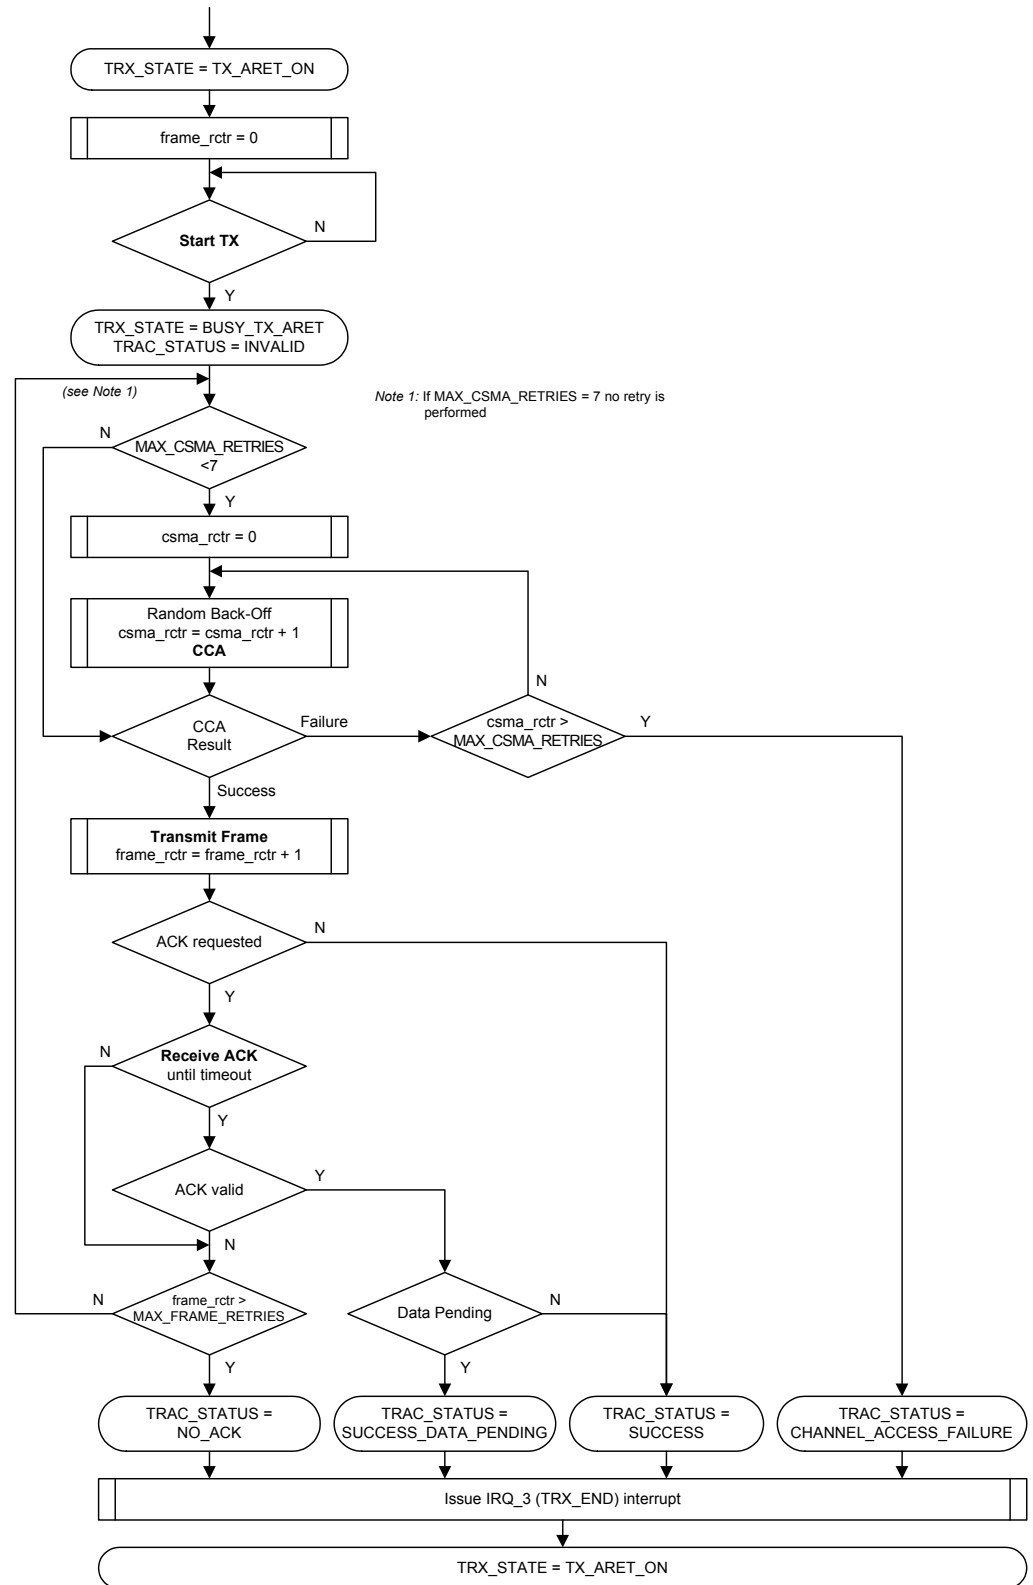 TRX_STATE = TX_ARET_ON
frame_rctr = 0
Start TX
N
Y
TRX_STATE = BUSY_TX_ARET
TRAC_STATUS = INVALID
(see Note 1)
Note 1: If MAX_CSMA_RETRIES = 7 no retry is
performed
N
MAX_CSMA_RETRIES
<7
Y
csma_rctr = 0
Random Back-Off
csma_rctr = csma_rctr + 1
CCA
N
CCA
Result
Failure
csma_rctr >
MAX_CSMA_RETRIES
Y
Success
Transmit Frame
frame_rctr = frame_rctr + 1
ACK requested
N
Y
N
Receive ACK
until timeout
Y
ACK valid
Y
N
N
frame_rctr >
MAX_FRAME_RETRIES
Data Pending
N
Y
Y
TRAC_STATUS =
NO_ACK
TRAC_STATUS =
SUCCESS_DATA_PENDING
TRAC_STATUS =
SUCCESS
TRAC_STATUS =
CHANNEL_ACCESS_FAILURE
Issue IRQ_3 (TRX_END) interrupt
TRX_STATE = TX_ARET_ON